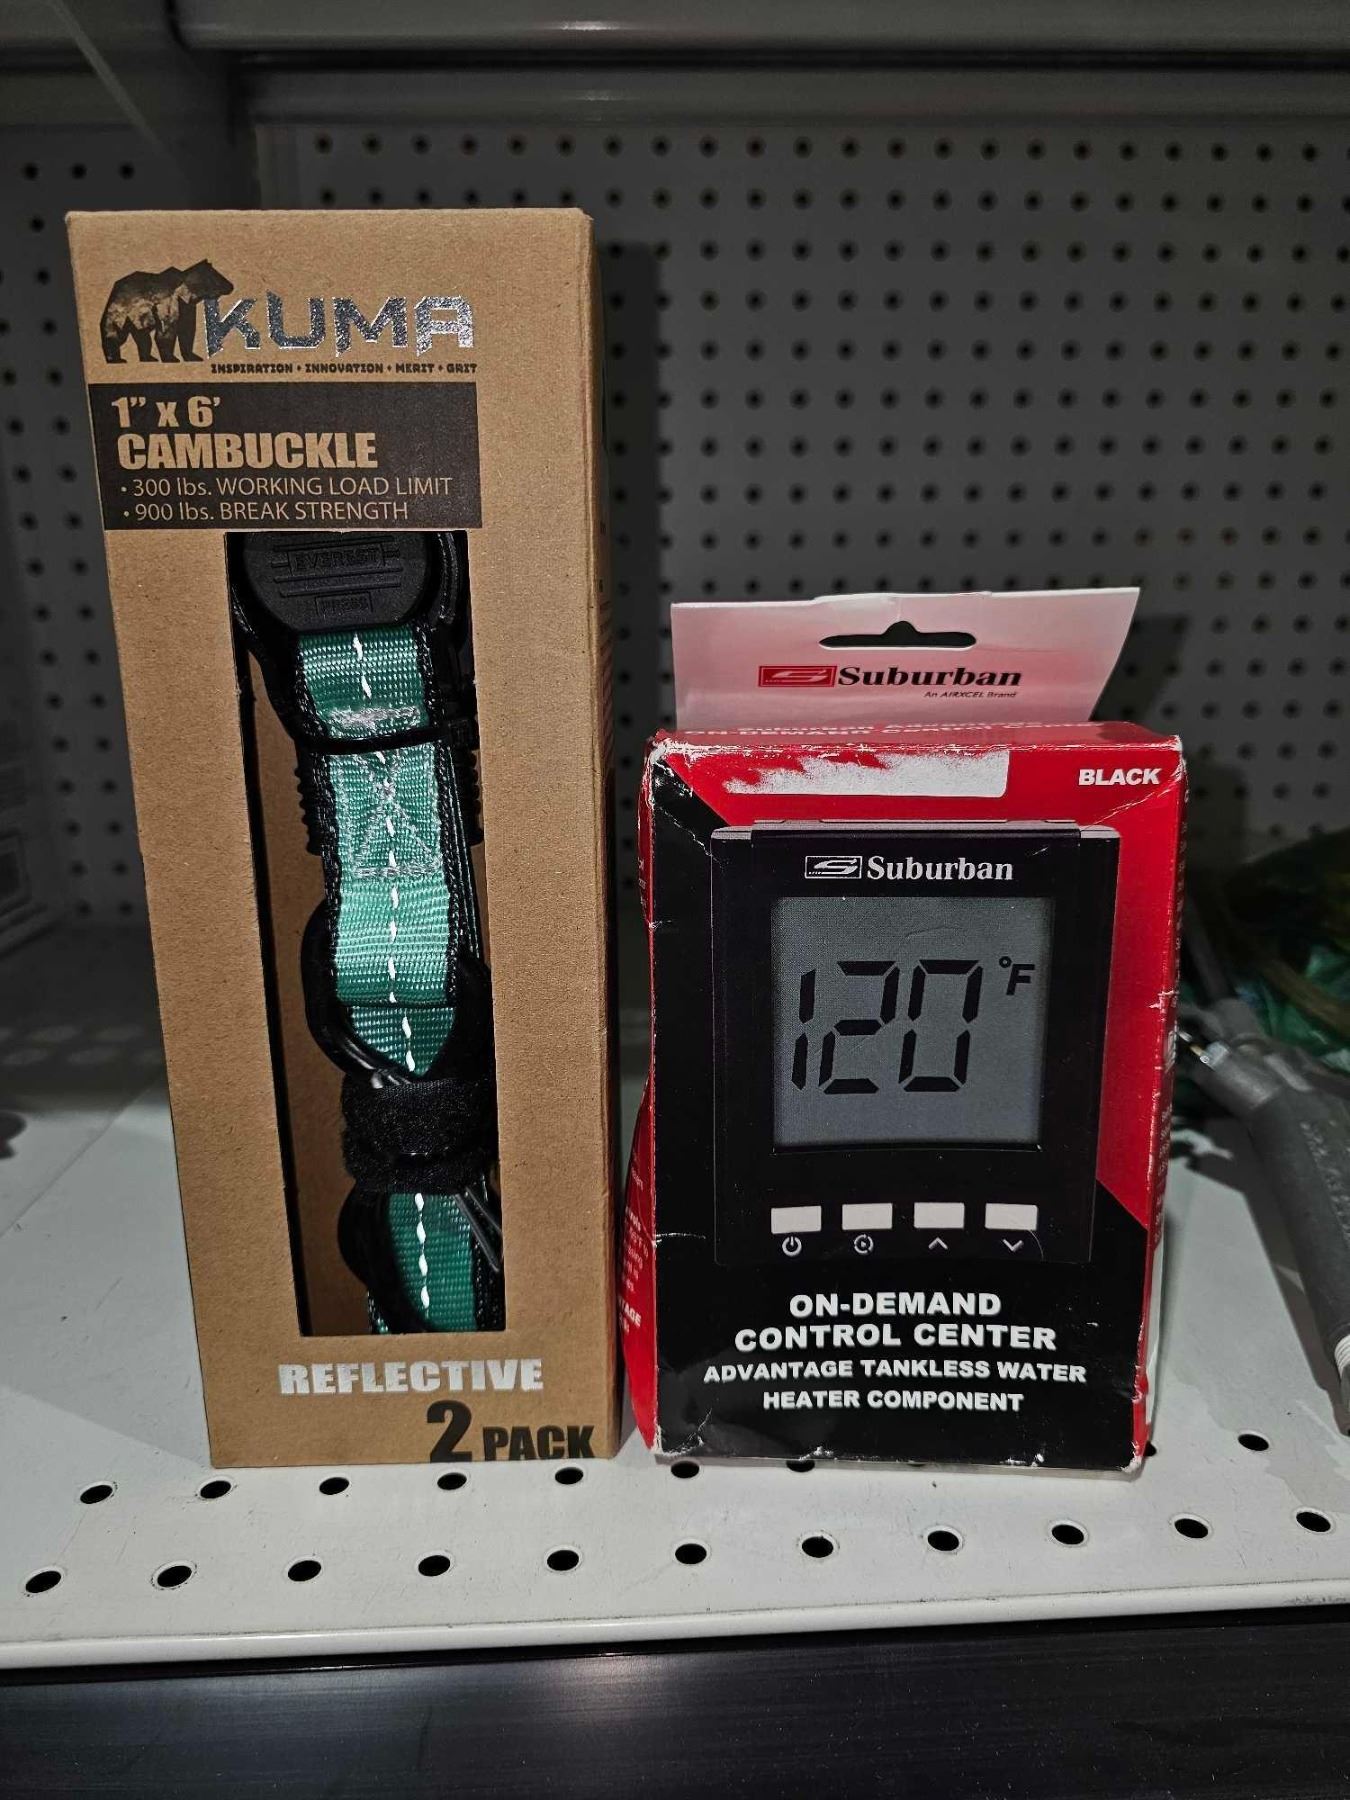 KUMA
INSPIRATION • INNOVATION • MERIT • GRIT
1" x 6'
CAMBUCKLE
• 300 lbs. WORKING LOAD LIMIT
• 900 lbs. BREAK STRENGTH
EVEREST
PRESS
REFLECTIVE
2 PACK
Suburban
An AIRXCEL Brand
BLACK
Suburban
120 °F
ON-DEMAND
CONTROL CENTER
ADVANTAGE TANKLESS WATER
HEATER COMPONENT